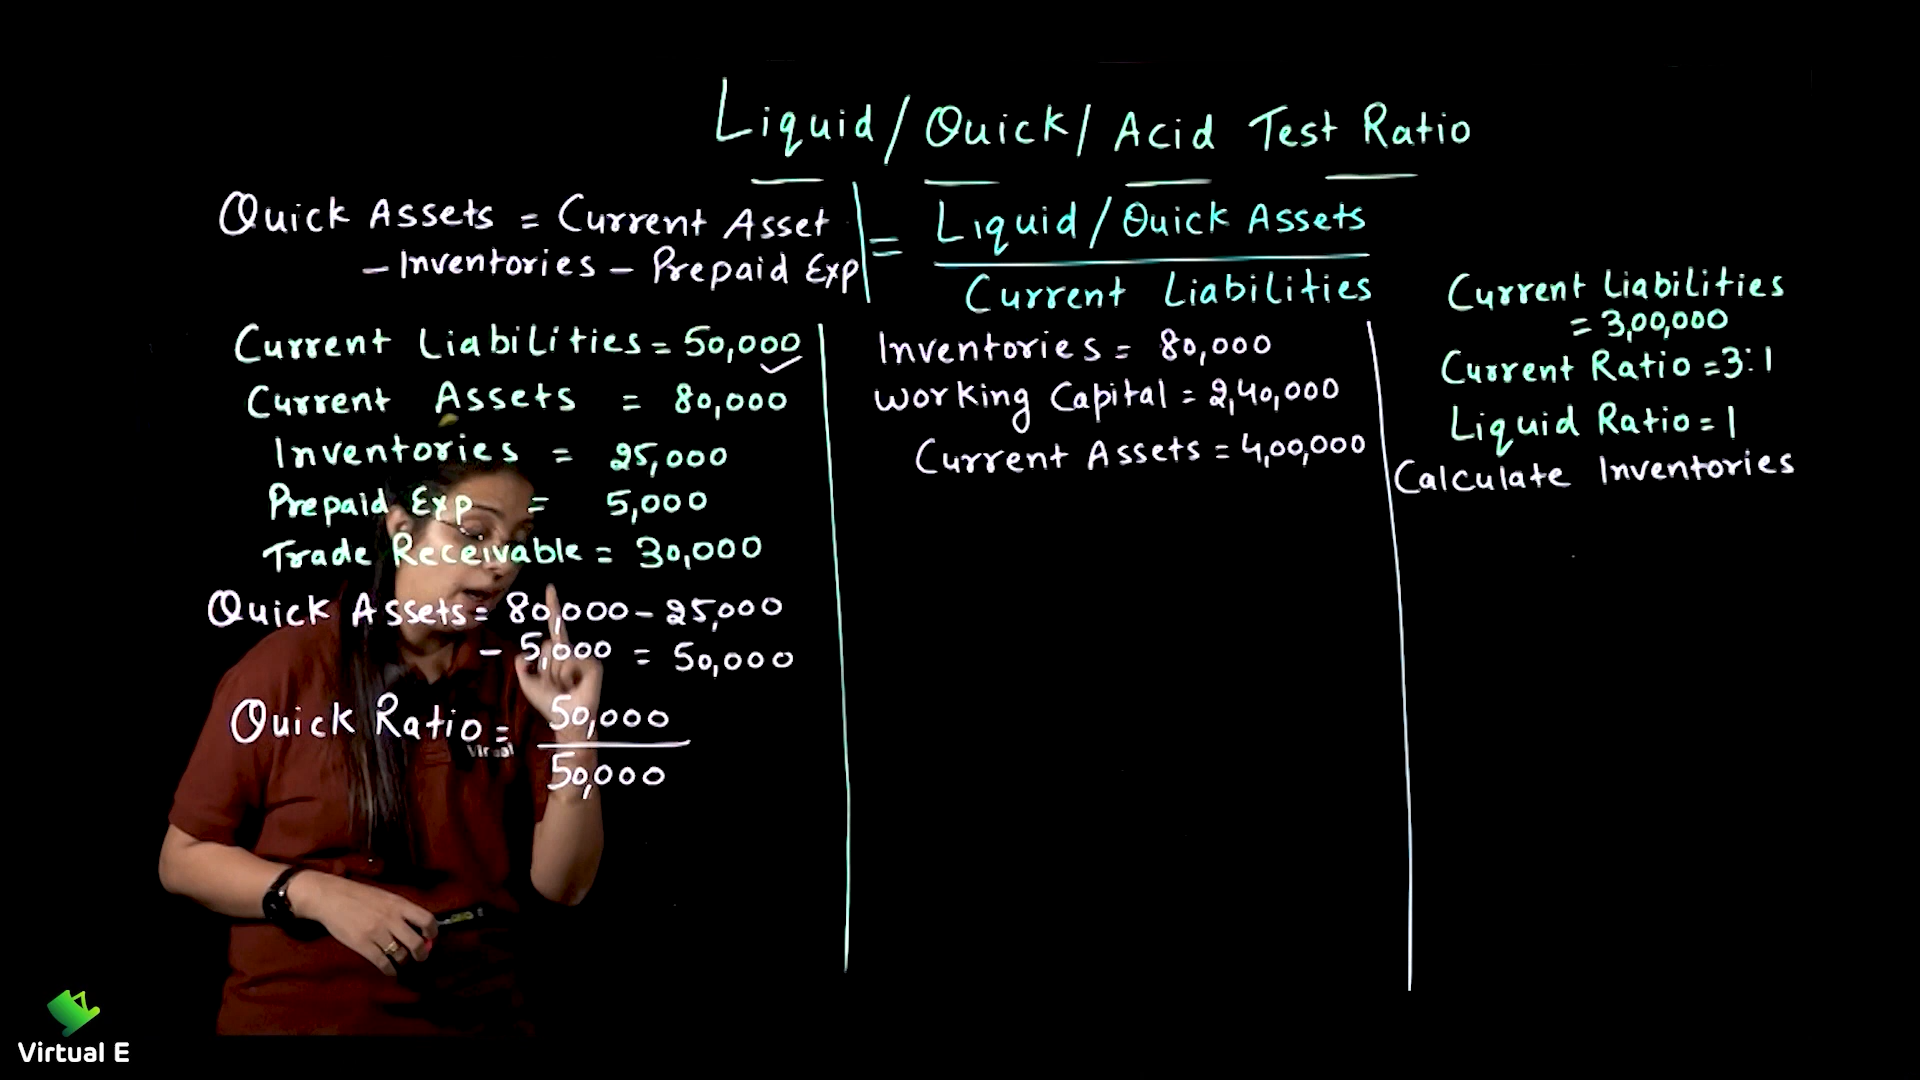 Liquid/Quick/Acid Test Ratio
Quick Assets = Current Asset
- Inventories - Prepaid Exp
= Liquid/Quick Assets
Current Liabilities
Current Liabilities = 50,000
Current Assets = 80,000
Inventories = 25,000
Prepaid Exp = 5,000
Trade Receivable = 30,000
Quick Assets = 80,000 - 25,000
- 5,000 = 50,000
Quick Ratio = 50,000
50,000
Inventories = 80,000
Working Capital = 2,40,000
Current Assets = 4,00,000
Current Liabilities
= 3,00,000
Current Ratio = 3:1
Liquid Ratio = 1
Calculate Inventories
Virtual
Virtual E